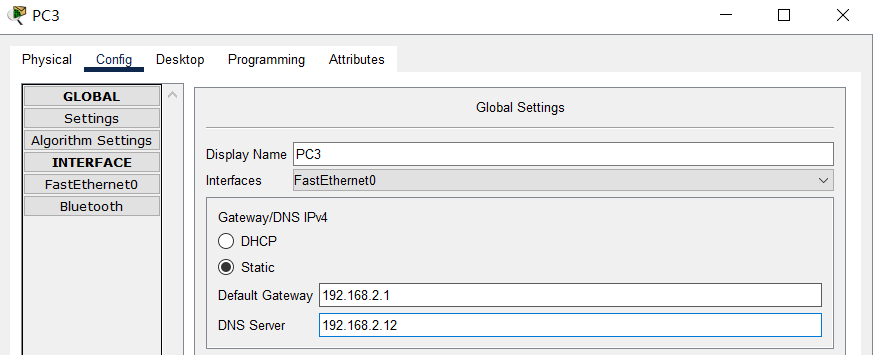 PC3
Physical Config Desktop Programming Attributes
GLOBAL
Settings
Algorithm Settings
INTERFACE
FastEthernet0
Bluetooth
Global Settings
Display Name PC3
Interfaces FastEthernet0
Gateway/DNS IPv4
DHCP
Static
Default Gateway 192.168.2.1
DNS Server 192.168.2.12